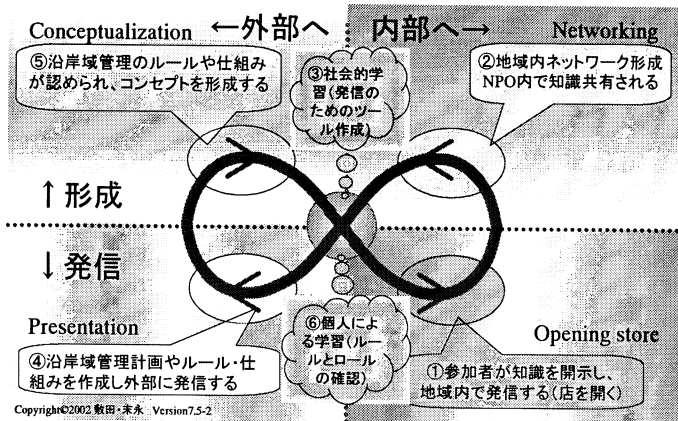 Conceptualization
←外部へ
内部へ→
Networking
⑤沿岸域管理のルールや仕組み
が認められ、コンセプトを形成する
③社会的学
習(発信の
ためのツー
ル作成)
②地域内ネットワーク形成
NPO内で知識共有される
↑形成
↓発信
Presentation
④沿岸域管理計画やルール・仕
組みを作成し外部に発信する
⑥個人によ
る学習(ルー
ルとロール
の確認)
Opening store
①参加者が知識を開示し、
地域内で発信する(店を開く)
Copyright©2002 敷田・末永 Version7.5-2